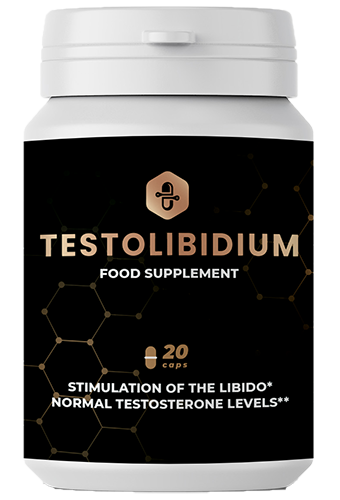 TESTOLIBIDIUM
FOOD SUPPLEMENT
20
caps
STIMULATION OF THE LIBIDO*
NORMAL TESTOSTERONE LEVELS**